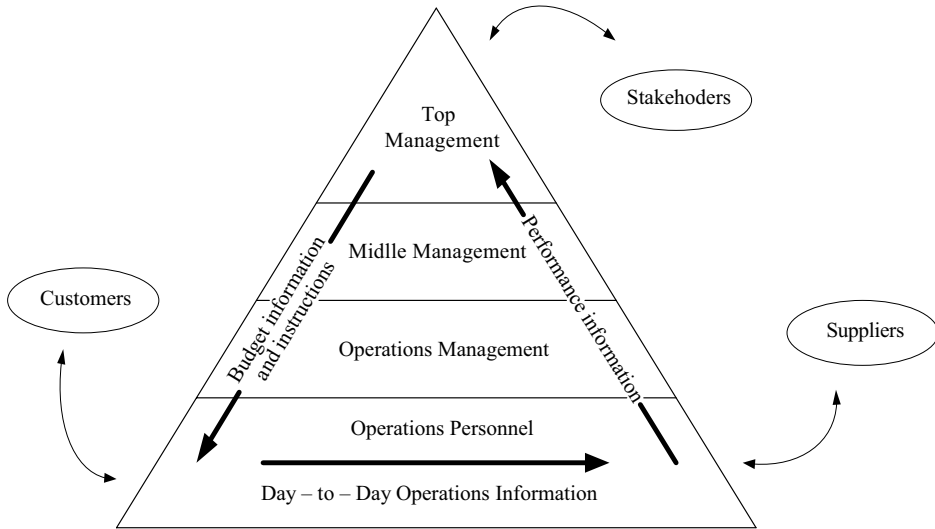 Stakehoders
Top
Management
Midlle Management
Customers
Budget information
and instructions
Performance information
Suppliers
Operations Management
Operations Personnel
Day – to – Day Operations Information